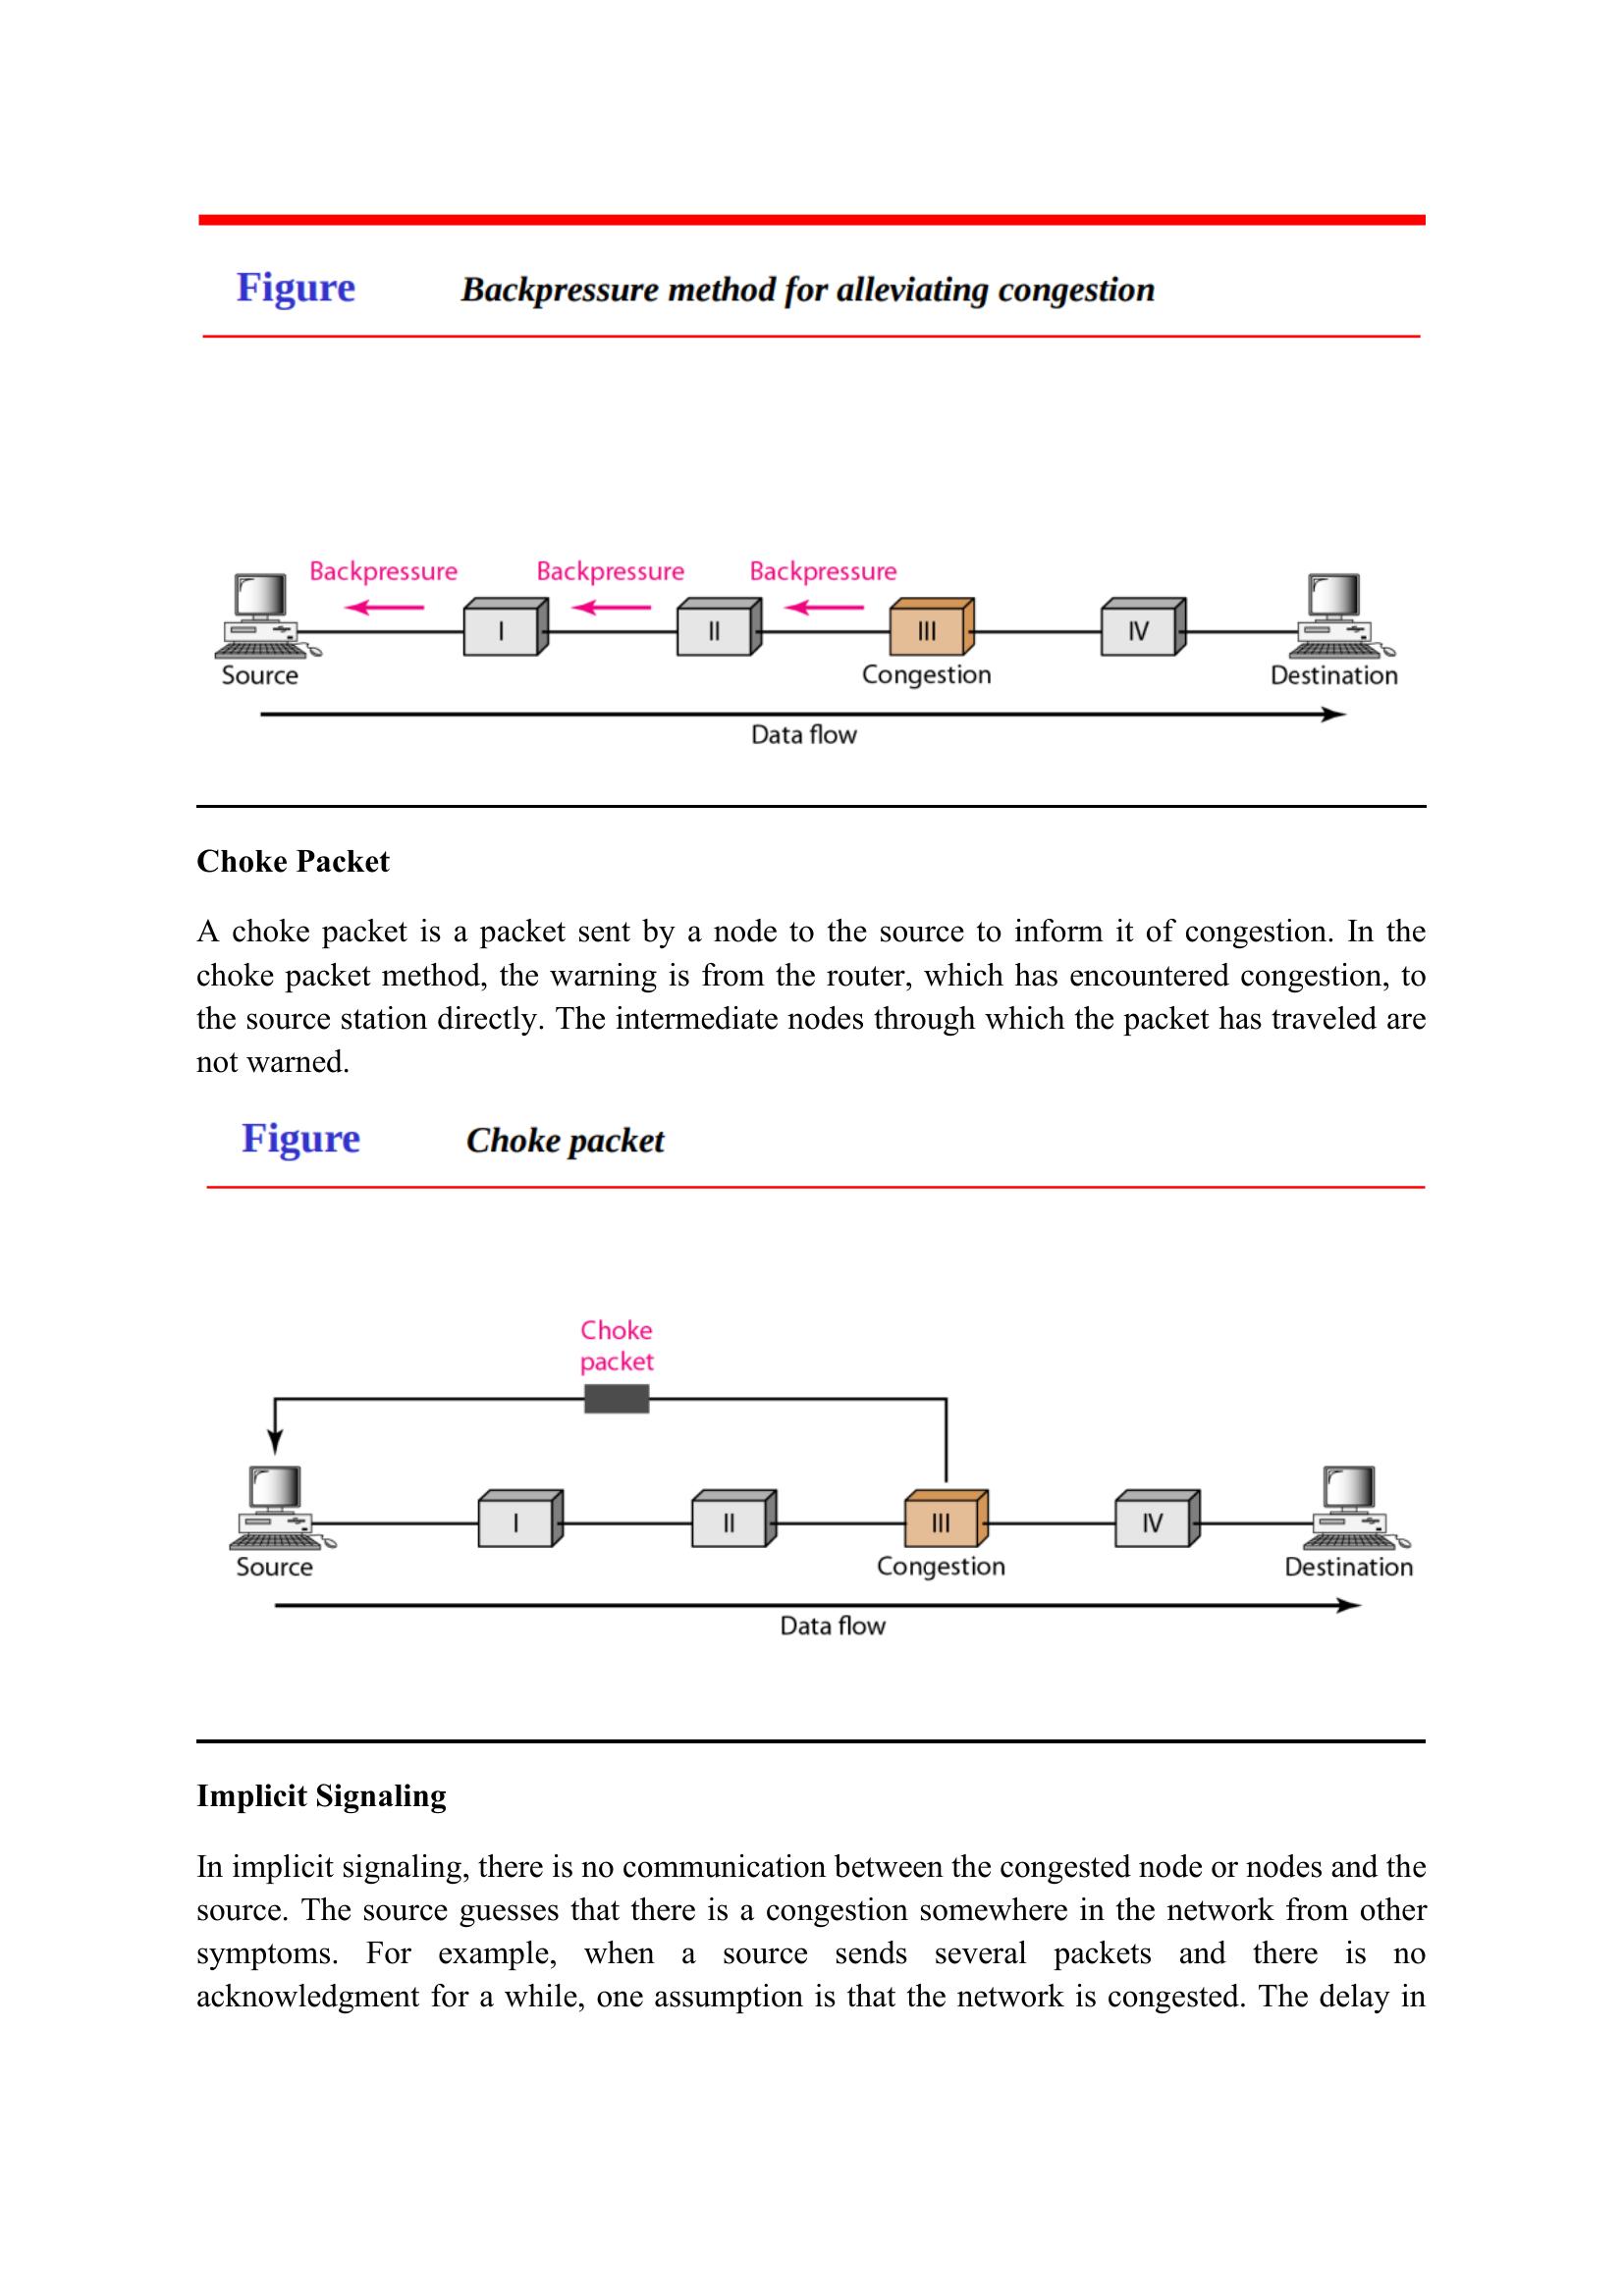 Figure Backpressure method for alleviating congestion
Backpressure Backpressure Backpressure
I II III IV
Source Congestion Destination
Data flow
Choke Packet
A choke packet is a packet sent by a node to the source to inform it of congestion. In the
choke packet method, the warning is from the router, which has encountered congestion, to
the source station directly. The intermediate nodes through which the packet has traveled are
not warned.
Figure Choke packet
Choke
packet
I II III IV
Source Congestion Destination
Data flow
Implicit Signaling
In implicit signaling, there is no communication between the congested node or nodes and the
source. The source guesses that there is a congestion somewhere in the network from other
symptoms. For example, when a source sends several packets and there is no
acknowledgment for a while, one assumption is that the network is congested. The delay in